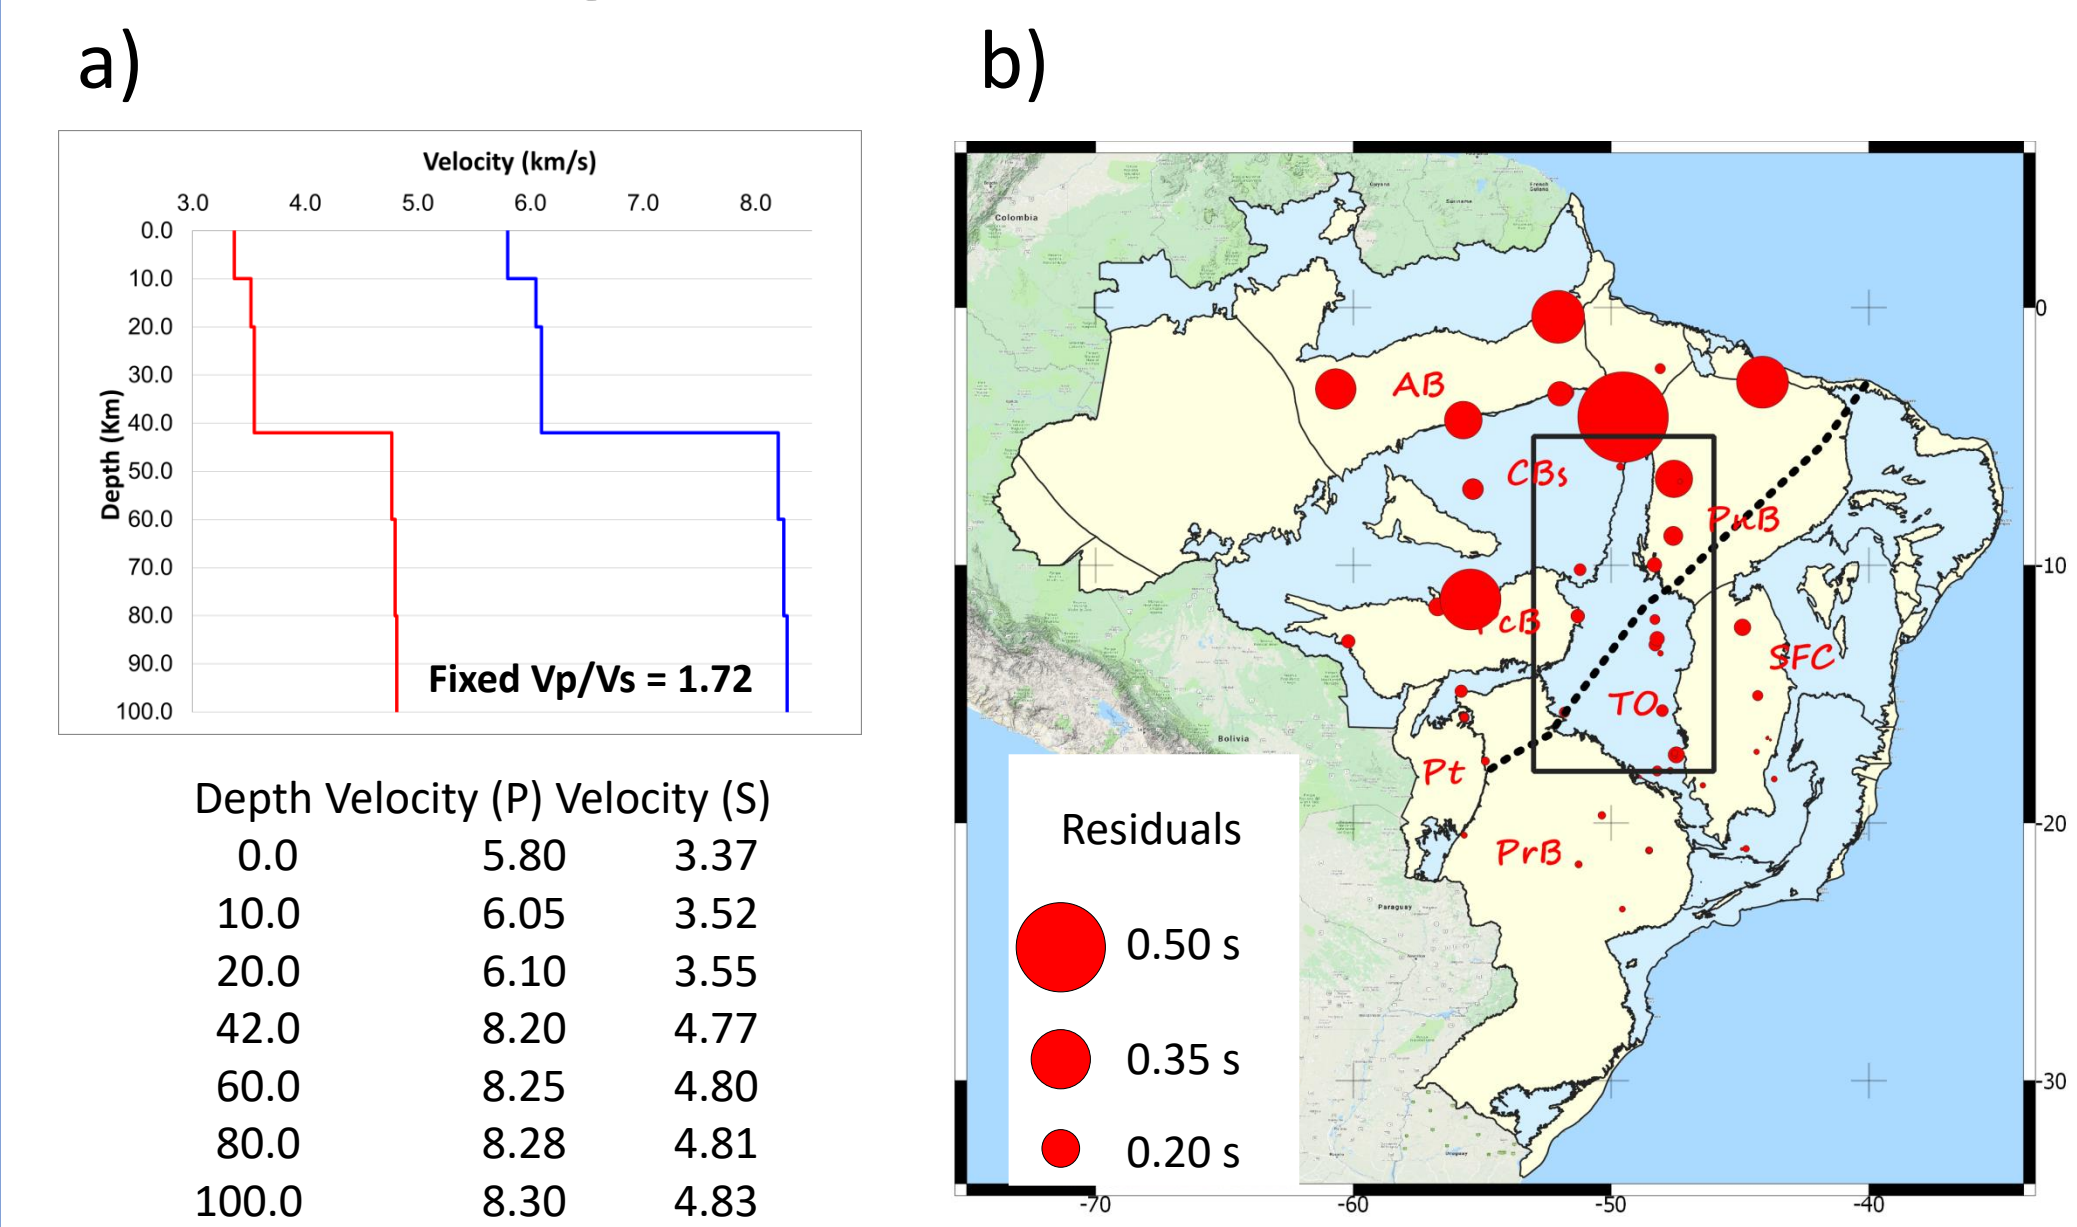 a)
b)
Velocity (km/s)
3.0 4.0 5.0 6.0 7.0 8.0
Depth (Km)
0.0
10.0
20.0
30.0
40.0
50.0
60.0
70.0
80.0
90.0
100.0
Fixed Vp/Vs = 1.72
Depth Velocity (P) Velocity (S)
0.0 5.80 3.37
10.0 6.05 3.52
20.0 6.10 3.55
42.0 8.20 4.77
60.0 8.25 4.80
80.0 8.28 4.81
100.0 8.30 4.83
Colombia
Suriname
French
Guiana
AB
CBs
PnB
PcB
SFC
TO
Pt
PrB
Bolivia
Paraguay
Uruguay
Residuals
0.50 s
0.35 s
0.20 s
0
-10
-20
-30
-70 -60 -50 -40